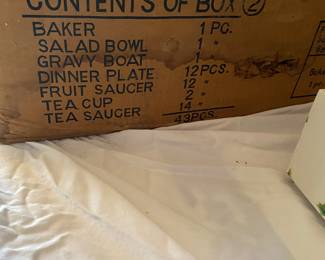 CONTENTS OF BOX 2
BAKER 1 PC.
SALAD BOWL 1 "
GRAVY BOAT 1 "
DINNER PLATE 12 PCS.
FRUIT SAUCER 12 "
TEA CUP 2 "
TEA SAUCER 14 "
43 PCS.